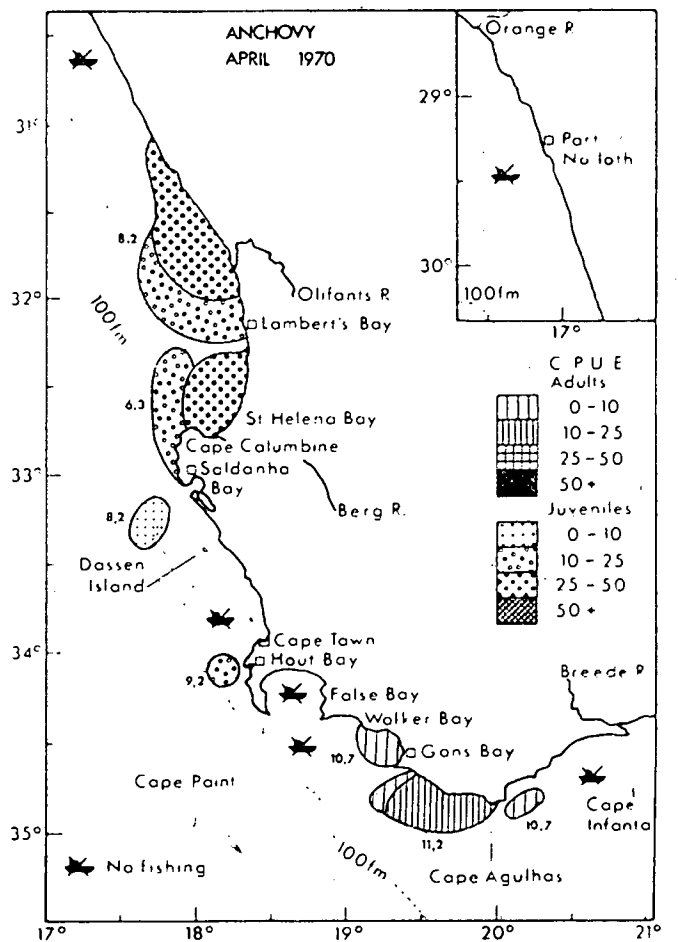 ANCHOVY
APRIL 1970
Orange R
29°
Port
Nolloth
30°
100fm
17°
31°
8,2
32°
100fm
Olifants R
Lambert's Bay
6,3
St Helena Bay
Cape Columbine
Saldanha
Bay
33°
8,2
Berg R.
Dassen
Island
C P U E
Adults
0-10
10-25
25-50
50+
Juveniles
0-10
10-25
25-50
50+
34°
Cape Town
Hout Bay
9,2
False Bay
Walker Bay
Breede R
10,7
Gans Bay
Cape Point
Cape
Infanta
10,7
35°
11,2
No fishing
100fm
Cape Agulhas
17°
18°
19°
20°
21°